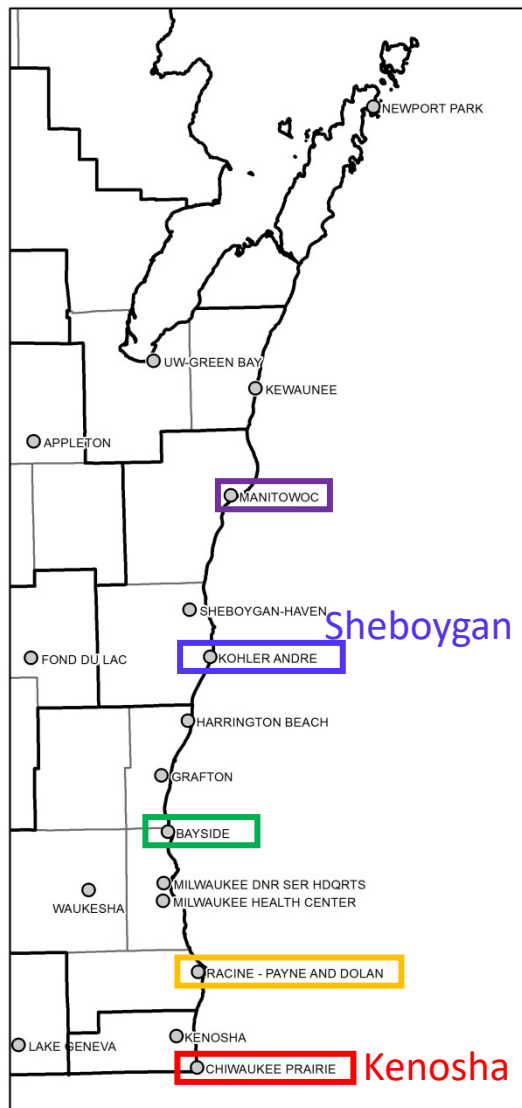 NEWPORT PARK
UW-GREEN BAY
KEWAUNEE
APPLETON
MANITOWOC
SHEBOYGAN-HAVEN
Sheboygan
FOND DU LAC
KOHLER ANDRE
HARRINGTON BEACH
GRAFTON
BAYSIDE
MILWAUKEE DNR SER HDQRTS
WAUKESHA
MILWAUKEE HEALTH CENTER
RACINE - PAYNE AND DOLAN
KENOSHA
LAKE GENEVA
CHIWAUKEE PRAIRIE
Kenosha